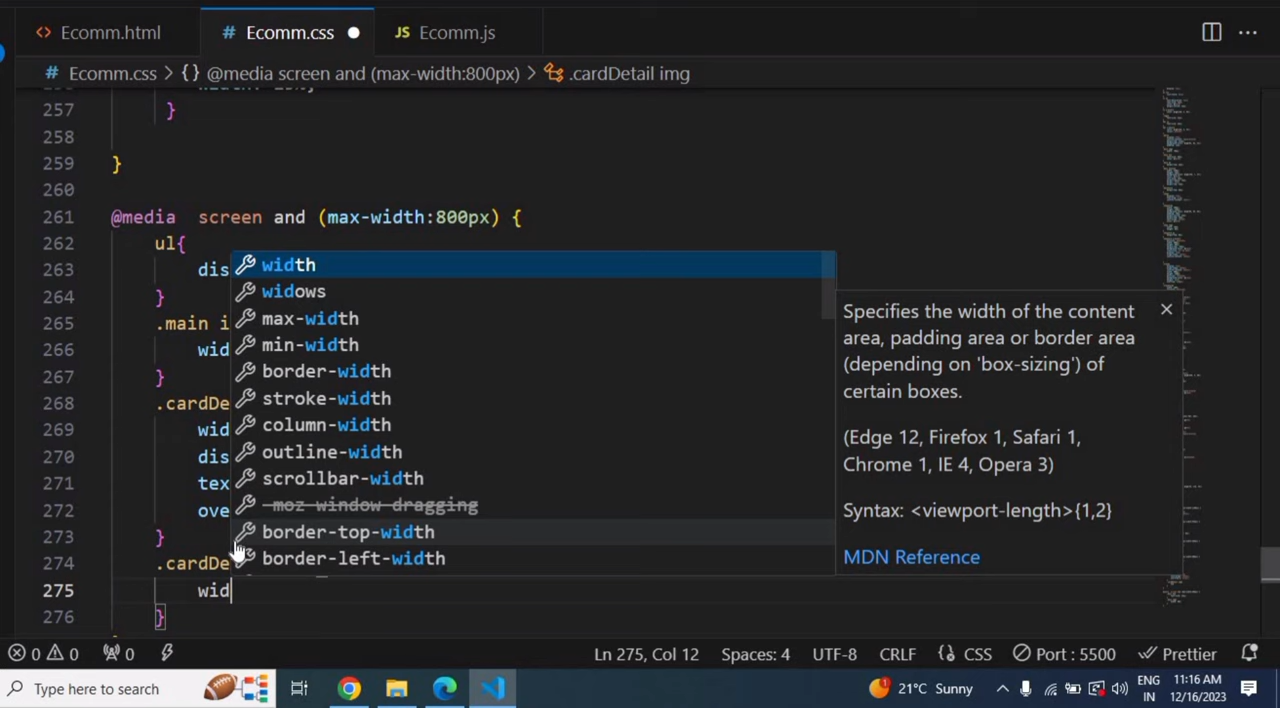 Ecomm.html
Ecomm.css
JS Ecomm.js
# Ecomm.css > {} @media screen and (max-width:800px) > .cardDetail img
257 }
258
259 }
260
261 @media screen and (max-width:800px) {
262 ul{
263 dis
264 }
265 .main i
266 wid
267 }
268 .cardDe
269 wid
270 dis
271 tex
272 ove
273 }
274 .cardDe
275 wid
276 }
width
widows
max-width
min-width
border-width
stroke-width
column-width
outline-width
scrollbar-width
-moz-window-dragging
border-top-width
border-left-width
Specifies the width of the content
area, padding area or border area
(depending on 'box-sizing') of
certain boxes.
(Edge 12, Firefox 1, Safari 1,
Chrome 1, IE 4, Opera 3)
Syntax: <viewport-length>{1,2}
MDN Reference
0 0 0 Ln 275, Col 12 Spaces: 4 UTF-8 CRLF {} CSS Port : 5500 Prettier
Type here to search
21°C Sunny
ENG
IN
11:16 AM
12/16/2023